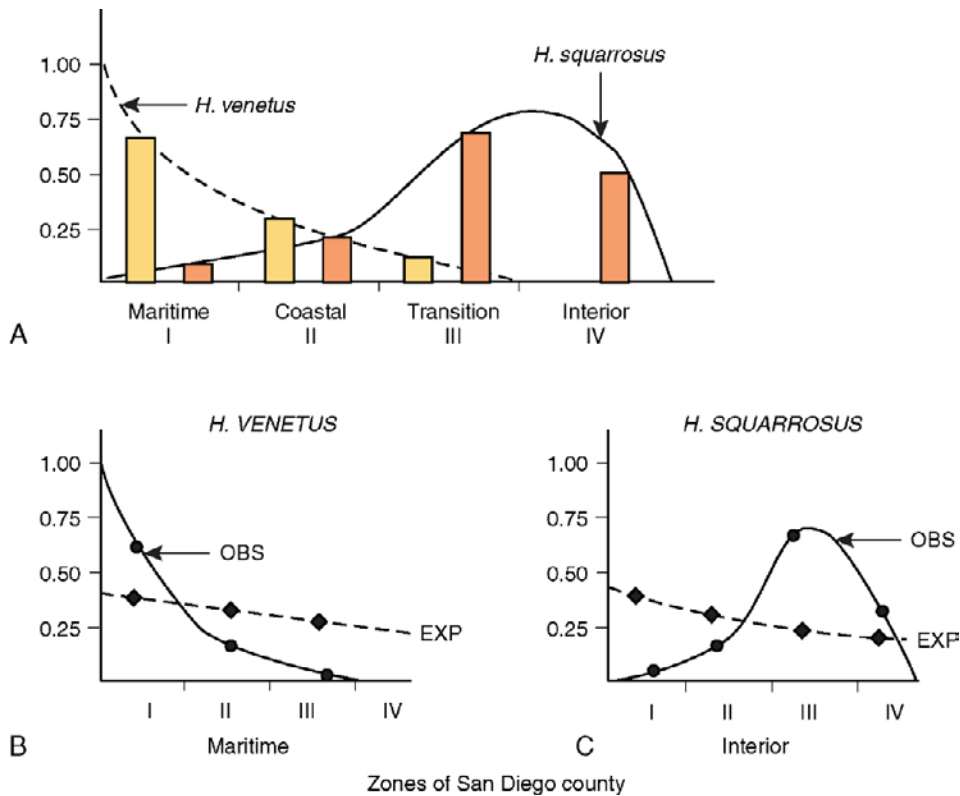 1.00
H. squarrosus
H. venetus
0.75
0.50
0.25
Maritime Coastal Transition Interior
A I II III IV
H. VENETUS H. SQUARROSUS
1.00 1.00
0.75 0.75
OBS OBS
0.50 0.50
0.25 EXP 0.25 EXP
I II III IV I II III IV
B Maritime C Interior
Zones of San Diego county